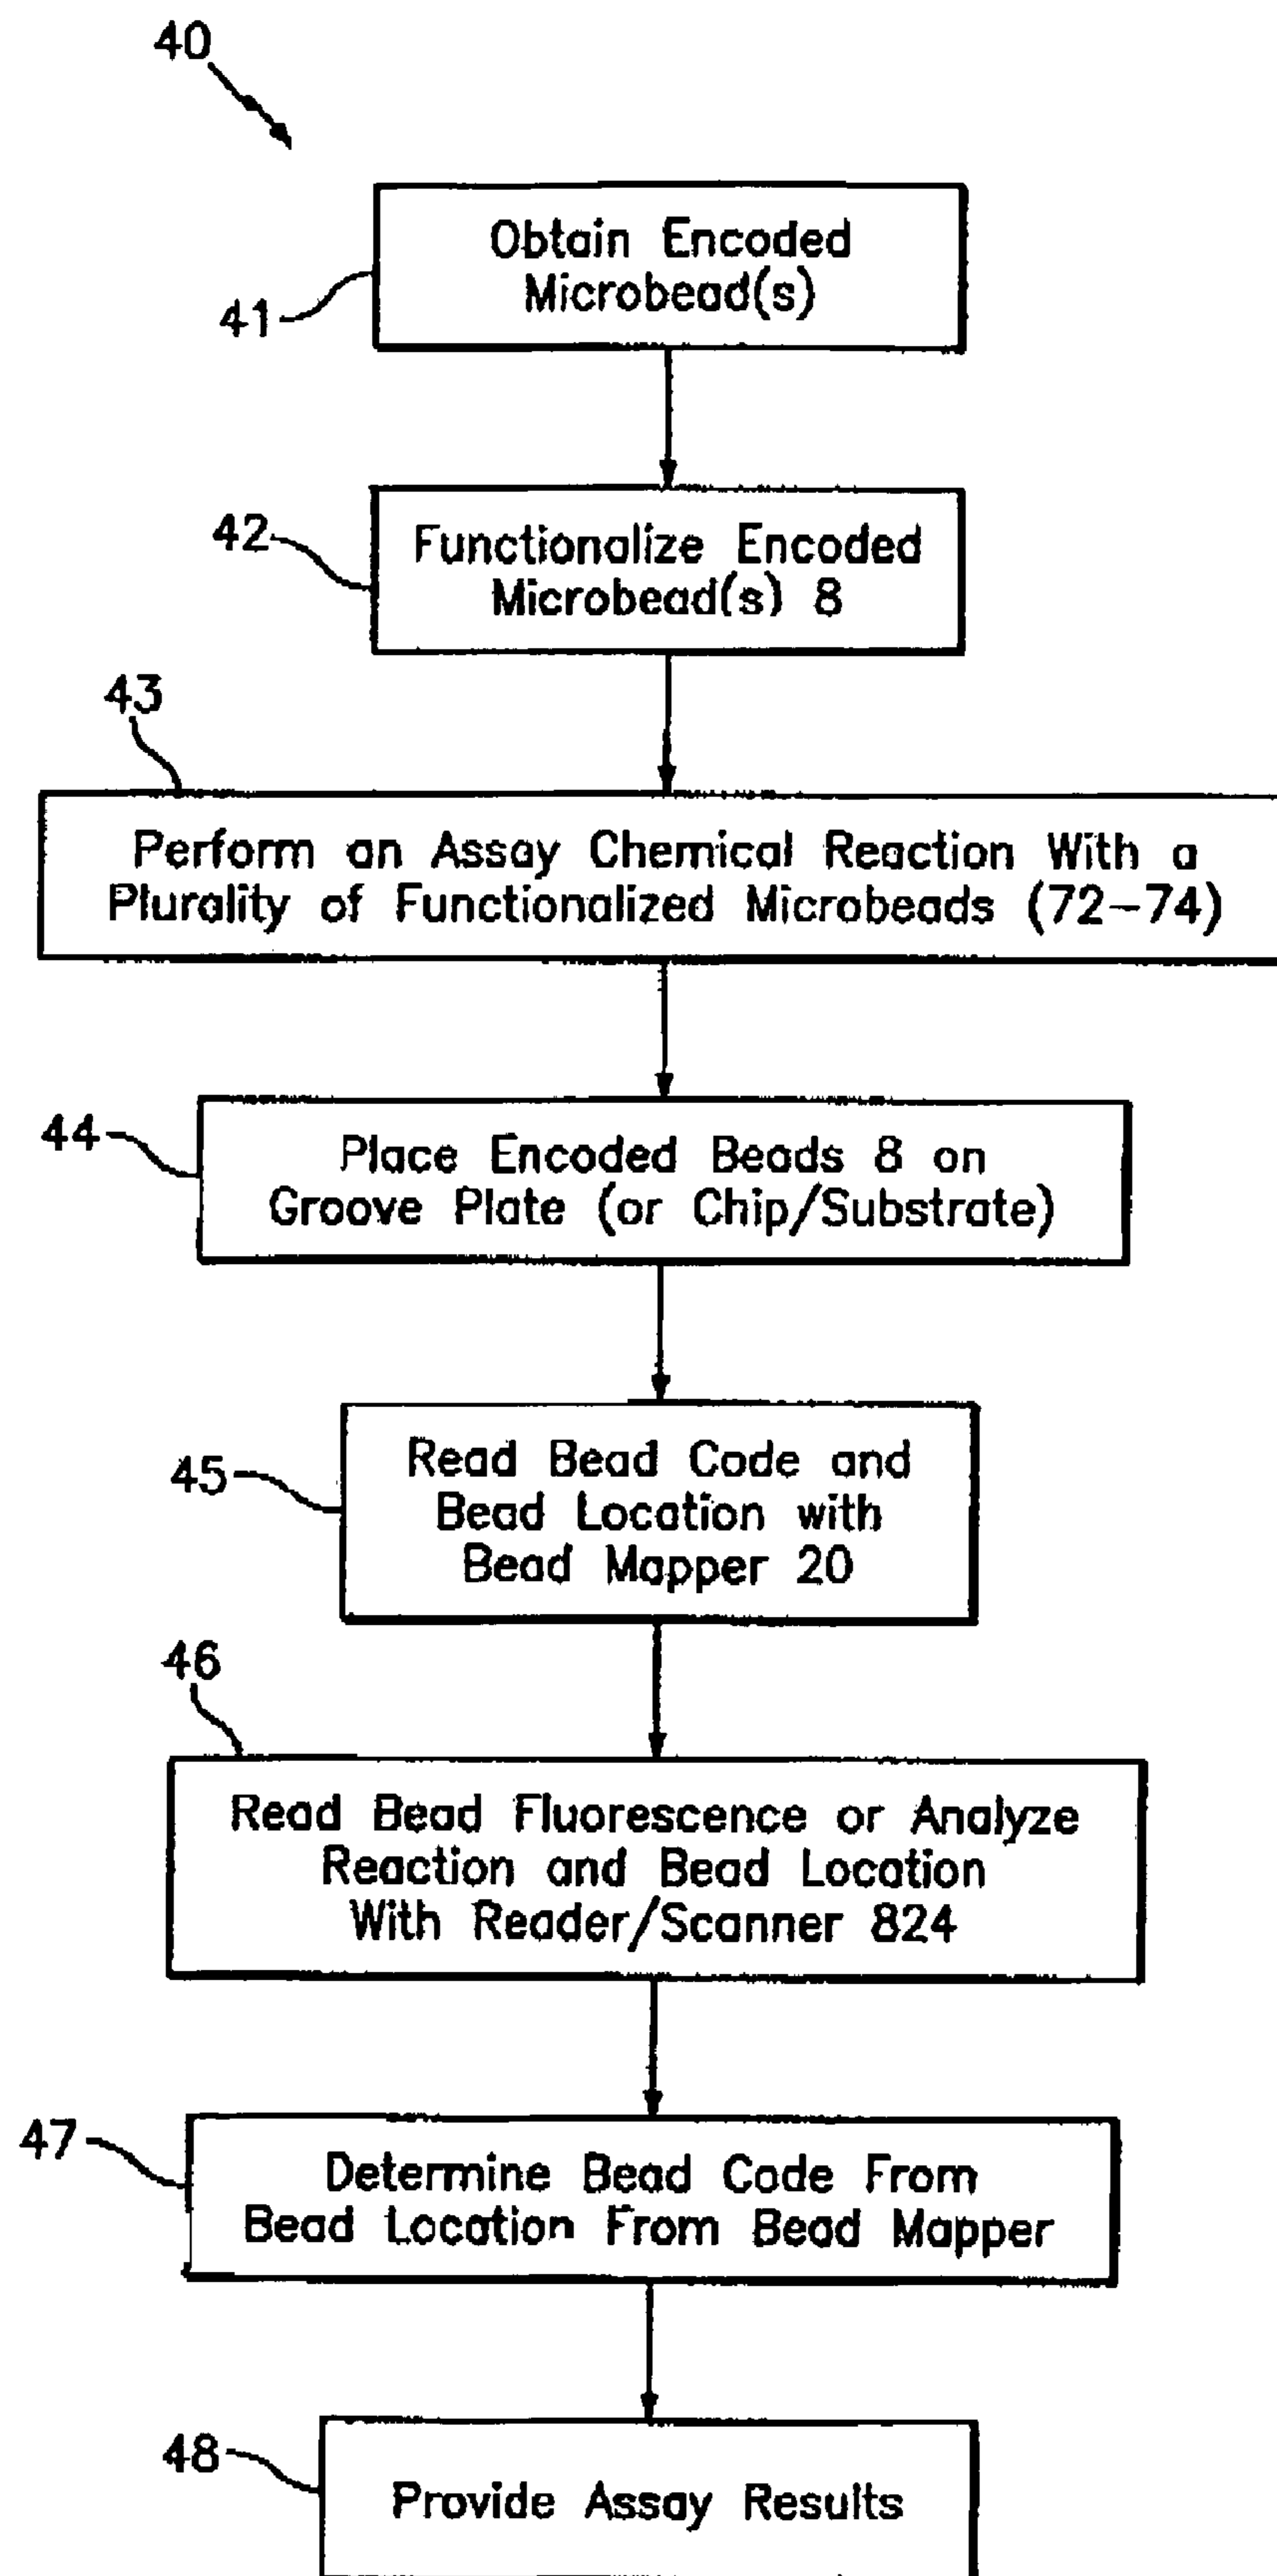 40
Obtain Encoded
Microbead(s)
41
42
Functionalize Encoded
Microbead(s) 8
43
Perform an Assay Chemical Reaction With a
Plurality of Functionalized Microbeads (72-74)
44
Place Encoded Beads 8 on
Groove Plate (or Chip/Substrate)
45
Read Bead Code and
Bead Location with
Bead Mapper 20
46
Read Bead Fluorescence or Analyze
Reaction and Bead Location
With Reader/Scanner 824
47
Determine Bead Code From
Bead Location From Bead Mapper
48
Provide Assay Results